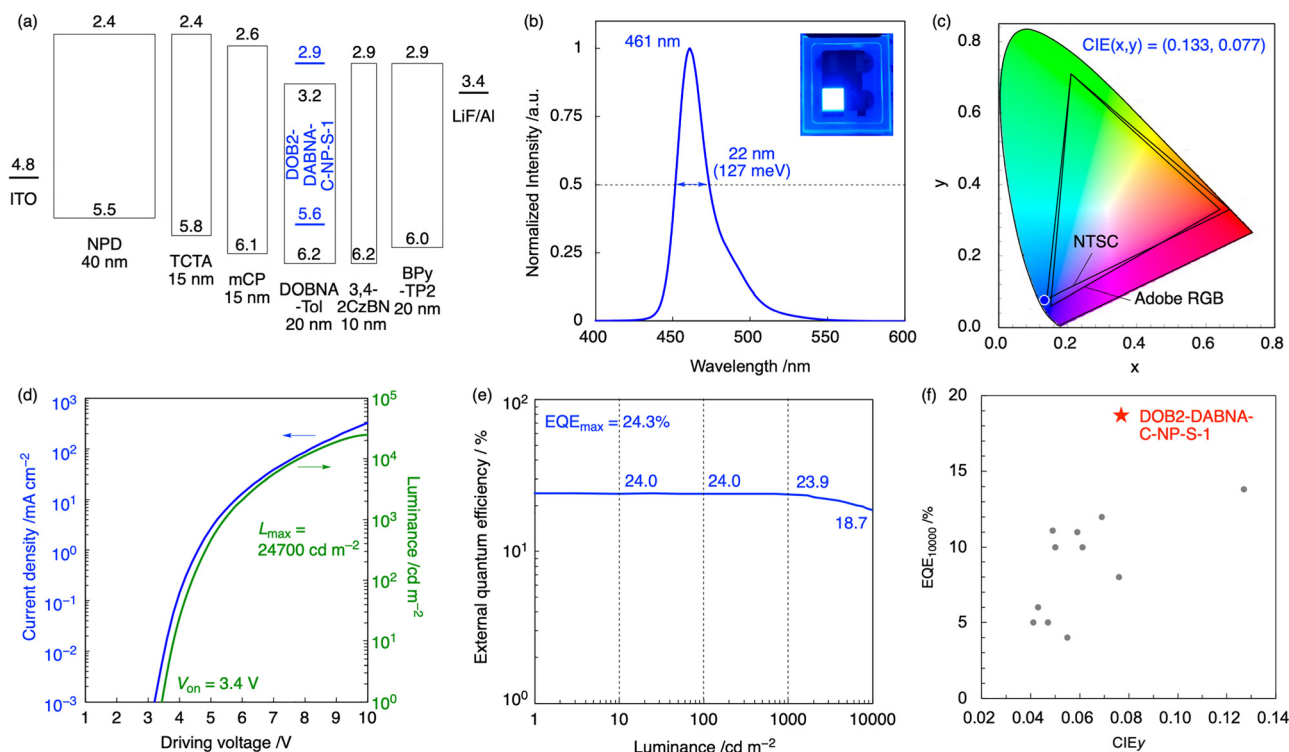 (a)
2.4
2.4
2.6
2.9
2.9
2.9
3.2
3.4
LiF/Al
DOB2-
DABNA-
C-NP-S-1
4.8
ITO
5.5
5.8
6.1
5.6
6.2
6.2
6.0
NPD
40 nm
TCTA
15 nm
mCP
15 nm
DOBNA
-Tol
20 nm
3,4-
2CzBN
10 nm
BPy
-TP2
20 nm
(b)
461 nm
22 nm
(127 meV)
Normalized Intensity /a.u.
1
0.75
0.5
0.25
0
400
450
500
550
600
Wavelength /nm
(c)
CIE(x,y) = (0.133, 0.077)
NTSC
Adobe RGB
y
0.8
0.6
0.4
0.2
0.0
0.0
0.2
0.4
0.6
0.8
x
(d)
Current density /mA cm−2
10³
10²
10¹
10⁰
10⁻¹
10⁻²
10⁻³
Lmax =
24700 cd m−2
Von = 3.4 V
10⁵
10⁴
10³
10²
10¹
10⁰
Luminance /cd m−2
1 2 3 4 5 6 7 8 9 10
Driving voltage /V
(e)
EQEmax = 24.3%
24.0
24.0
23.9
18.7
External quantum efficiency / %
10²
10¹
10⁰
1
10
100
1000
10000
Luminance /cd m−2
(f)
DOB2-DABNA-
C-NP-S-1
EQE10000 /%
20
15
10
5
0
0.02
0.04
0.06
0.08
0.10
0.12
0.14
CIEy